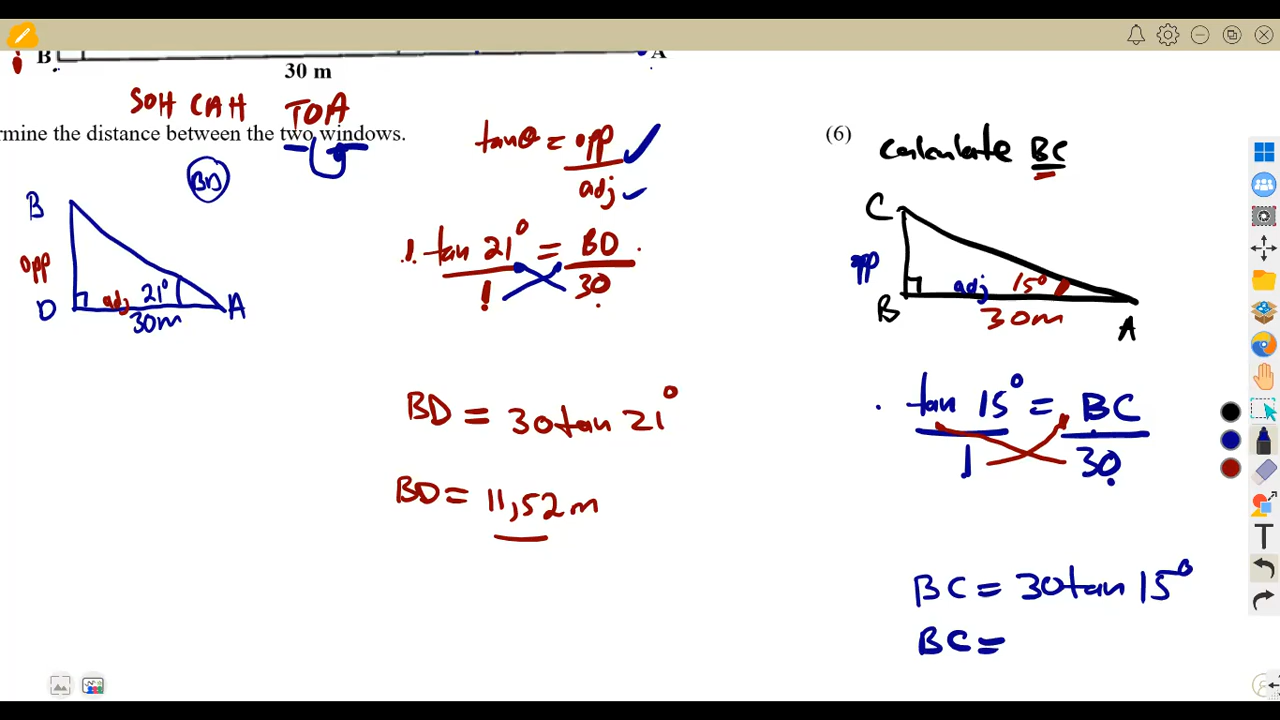 B A
30 m
SOH CAH TOA
rmine the distance between the two windows. (6)
BD
B
opp
D adj 21° A
30m
tanθ = opp
adj
tan 21° = BD
1 30
BD = 30tan 21°
BD = 11,52m
calculate BC
C
opp adj 15°
B 30m A
tan 15° = BC
1 30
BC = 30tan 15°
BC =
T